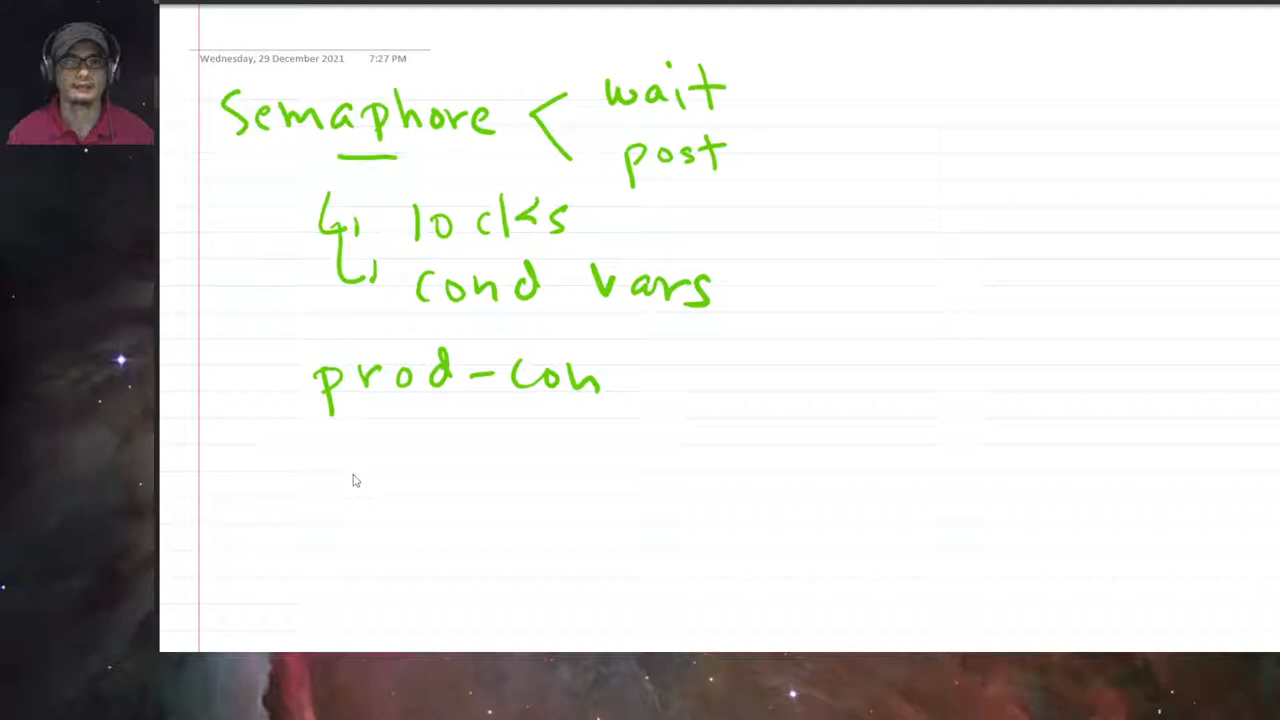 Wednesday, 29 December 2021 7:27 PM
Semaphore < wait
post
↳ locks
↳ cond vars
prod-con